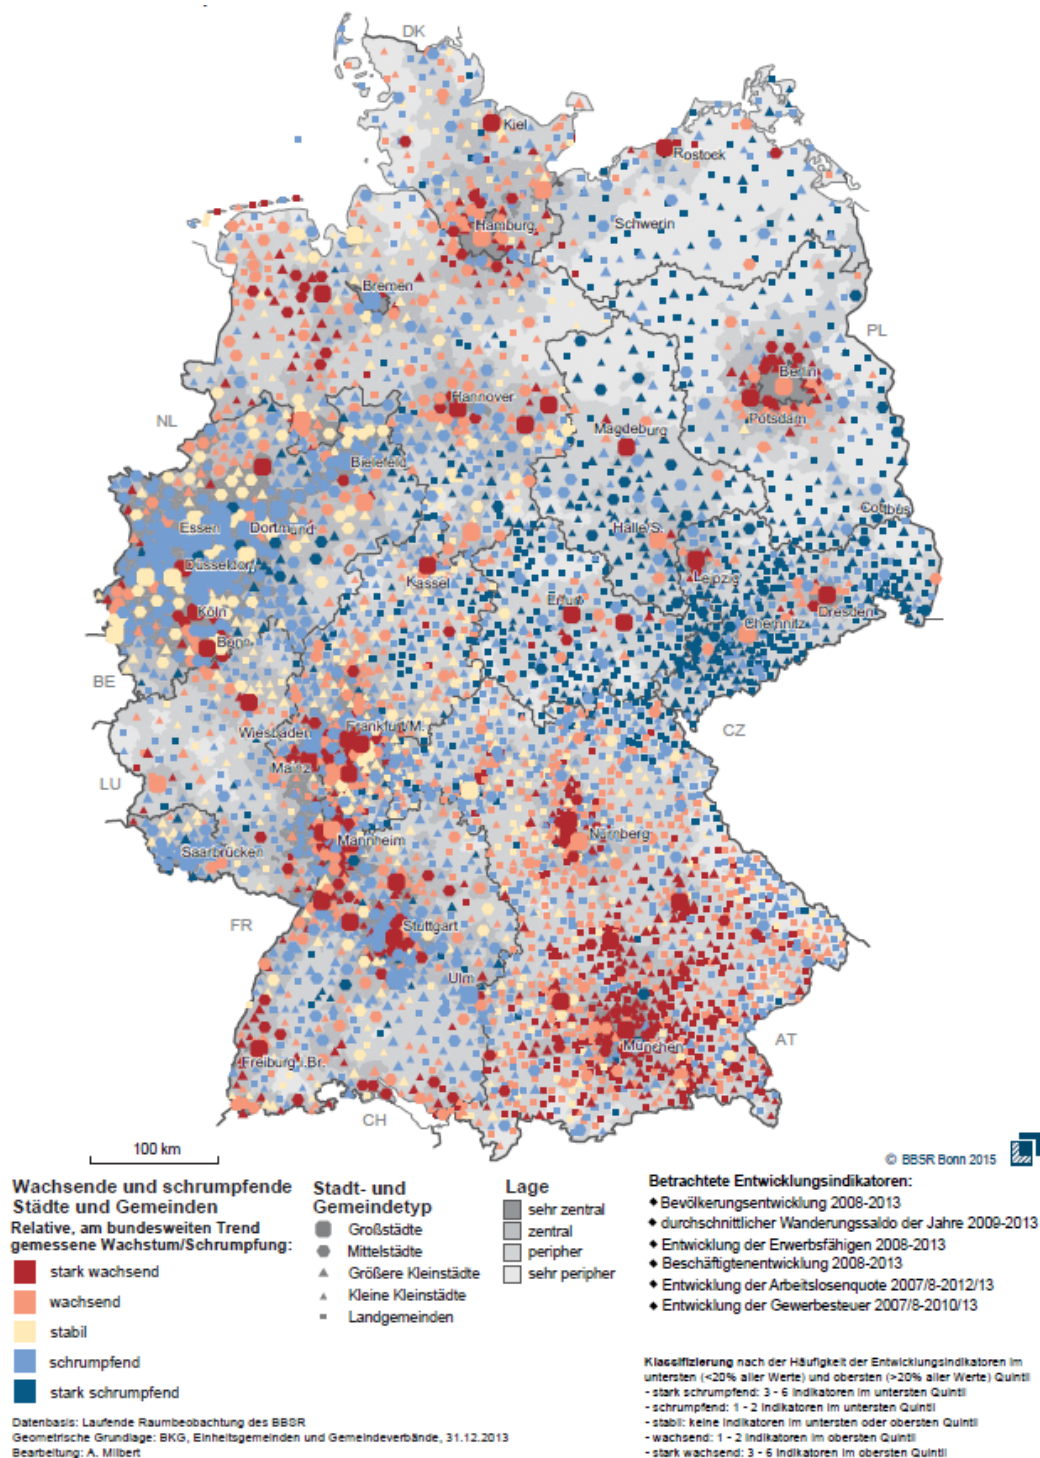 DK
Kiel
Rostock
Hamburg
Schwerin
Bremen
PL
Berlin
Hannover
Potsdam
NL
Magdeburg
Bielefeld
Cottbus
Essen
Dortmund
Halle/S.
Düsseldorf
Leipzig
Kassel
Erfurt
Köln
Dresden
Chemnitz
Bonn
BE
CZ
Wiesbaden
Frankfurt/M.
Mainz
LU
Nürnberg
Mannheim
Saarbrücken
FR
Stuttgart
Ulm
AT
München
Freiburg i.Br.
CH
100 km
© BBSR Bonn 2015
Wachsende und schrumpfende
Städte und Gemeinden
Relative, am bundesweiten Trend
gemessene Wachstum/Schrumpfung:
stark wachsend
wachsend
stabil
schrumpfend
stark schrumpfend
Stadt- und
Gemeindetyp
Großstädte
Mittelstädte
Größere Kleinstädte
Kleine Kleinstädte
Landgemeinden
Lage
sehr zentral
zentral
peripher
sehr peripher
Betrachtete Entwicklungsindikatoren:
Bevölkerungsentwicklung 2008-2013
durchschnittlicher Wanderungssaldo der Jahre 2009-2013
Entwicklung der Erwerbsfähigen 2008-2013
Beschäftigtenentwicklung 2008-2013
Entwicklung der Arbeitslosenquote 2007/8-2012/13
Entwicklung der Gewerbesteuer 2007/8-2010/13
Klassifizierung nach der Häufigkeit der Entwicklungsindikatoren im
untersten (<20% aller Werte) und obersten (>20% aller Werte) Quintil
- stark schrumpfend: 3 - 6 Indikatoren im untersten Quintil
- schrumpfend: 1 - 2 Indikatoren im untersten Quintil
- stabil: keine Indikatoren im untersten oder obersten Quintil
- wachsend: 1 - 2 Indikatoren im obersten Quintil
- stark wachsend: 3 - 6 Indikatoren im obersten Quintil
Datenbasis: Laufende Raumbeobachtung des BBSR
Geometrische Grundlage: BKG, Einheitsgemeinden und Gemeindeverbände, 31.12.2013
Bearbeitung: A. Milbert